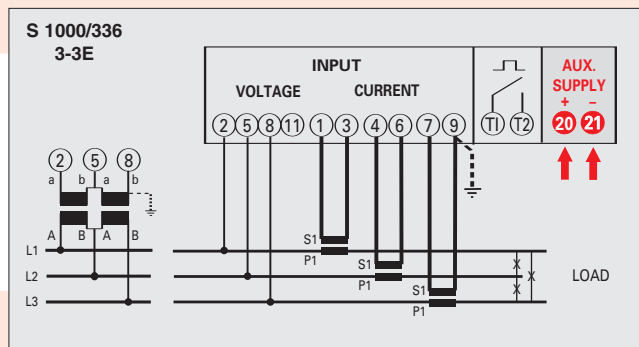 S 1000/336
3-3E
INPUT
VOLTAGE CURRENT
2 5 8 11 1 3 4 6 7 9
T1 T2
AUX.
SUPPLY
+ –
20 21
2 5 8
a b a b
A B A B
L1
L2
L3
S1
P1
S1
P1
S1
P1
LOAD